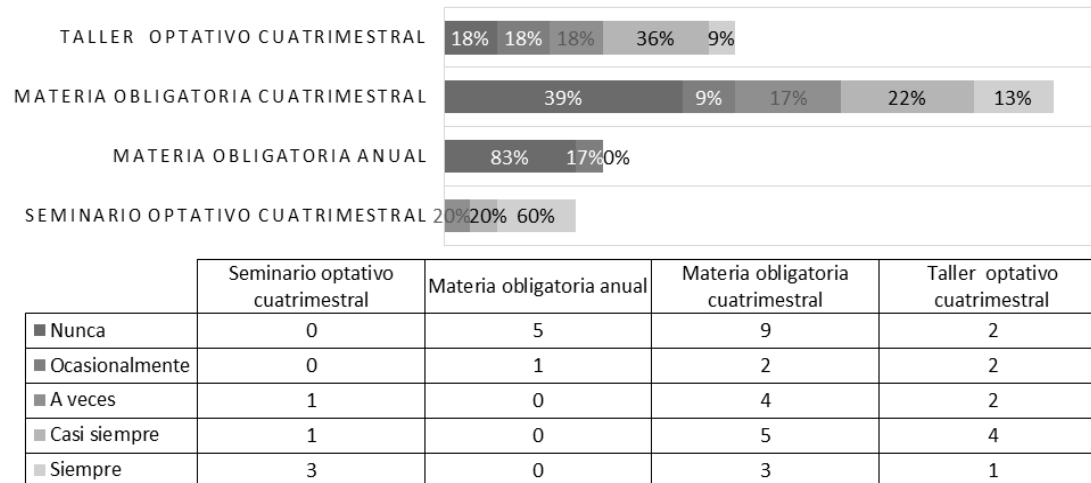 TALLER OPTATIVO CUATRIMESTRAL 18% 18% 18% 36% 9%
MATERIA OBLIGATORIA CUATRIMESTRAL 39% 9% 17% 22% 13%
MATERIA OBLIGATORIA ANUAL 83% 17% 0%
SEMINARIO OPTATIVO CUATRIMESTRAL 20% 20% 60%
Seminario optativo cuatrimestral Materia obligatoria anual Materia obligatoria cuatrimestral Taller optativo cuatrimestral
Nunca 0 5 9 2
Ocasionalmente 0 1 2 2
A veces 1 0 4 2
Casi siempre 1 0 5 4
Siempre 3 0 3 1